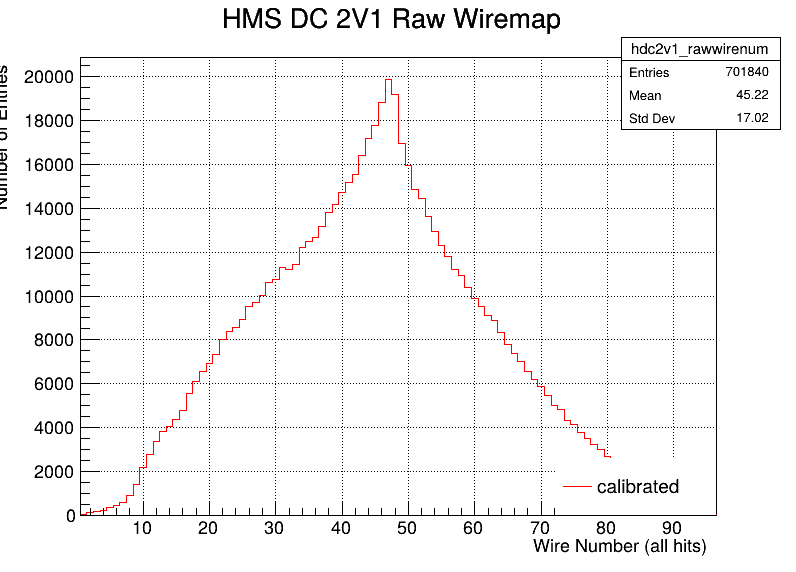 HMS DC 2V1 Raw Wiremap
hdc2v1_rawwirenum
Entries 701840
Mean 45.22
Std Dev 17.02
Number of Entries
20000
18000
16000
14000
12000
10000
8000
6000
4000
2000
0
calibrated
10 20 30 40 50 60 70 80 90
Wire Number (all hits)